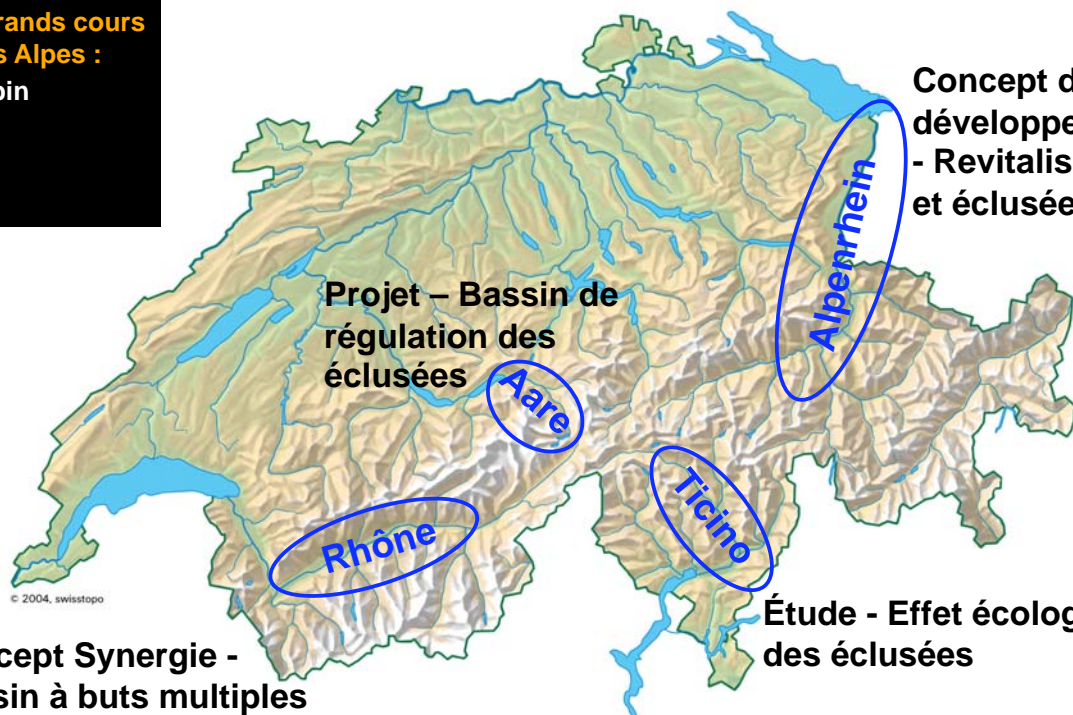 rands cours
s Alpes :
pin
Concept d
développe
- Revitalis
et éclusée
Alpenrhein
Projet – Bassin de
régulation des
éclusées
Aare
Ticino
Rhône
© 2004, swisstopo
Étude - Effet écolog
des éclusées
cept Synergie -
sin à buts multiples